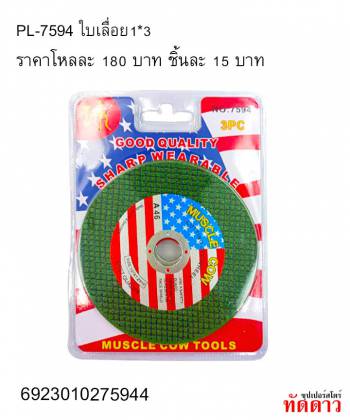 PL-7594 ใบเลื่อย1*3
ราคาโหลละ 180 บาท ชิ้นละ 15 บาท
NO.7594
3PC
GOOD QUALITY
SHARP WEARABLE
A46
MUSCLE COW
MUSCLE COW TOOLS
6923010275944
ซุปเปอร์สโตร์
ทัดดาว